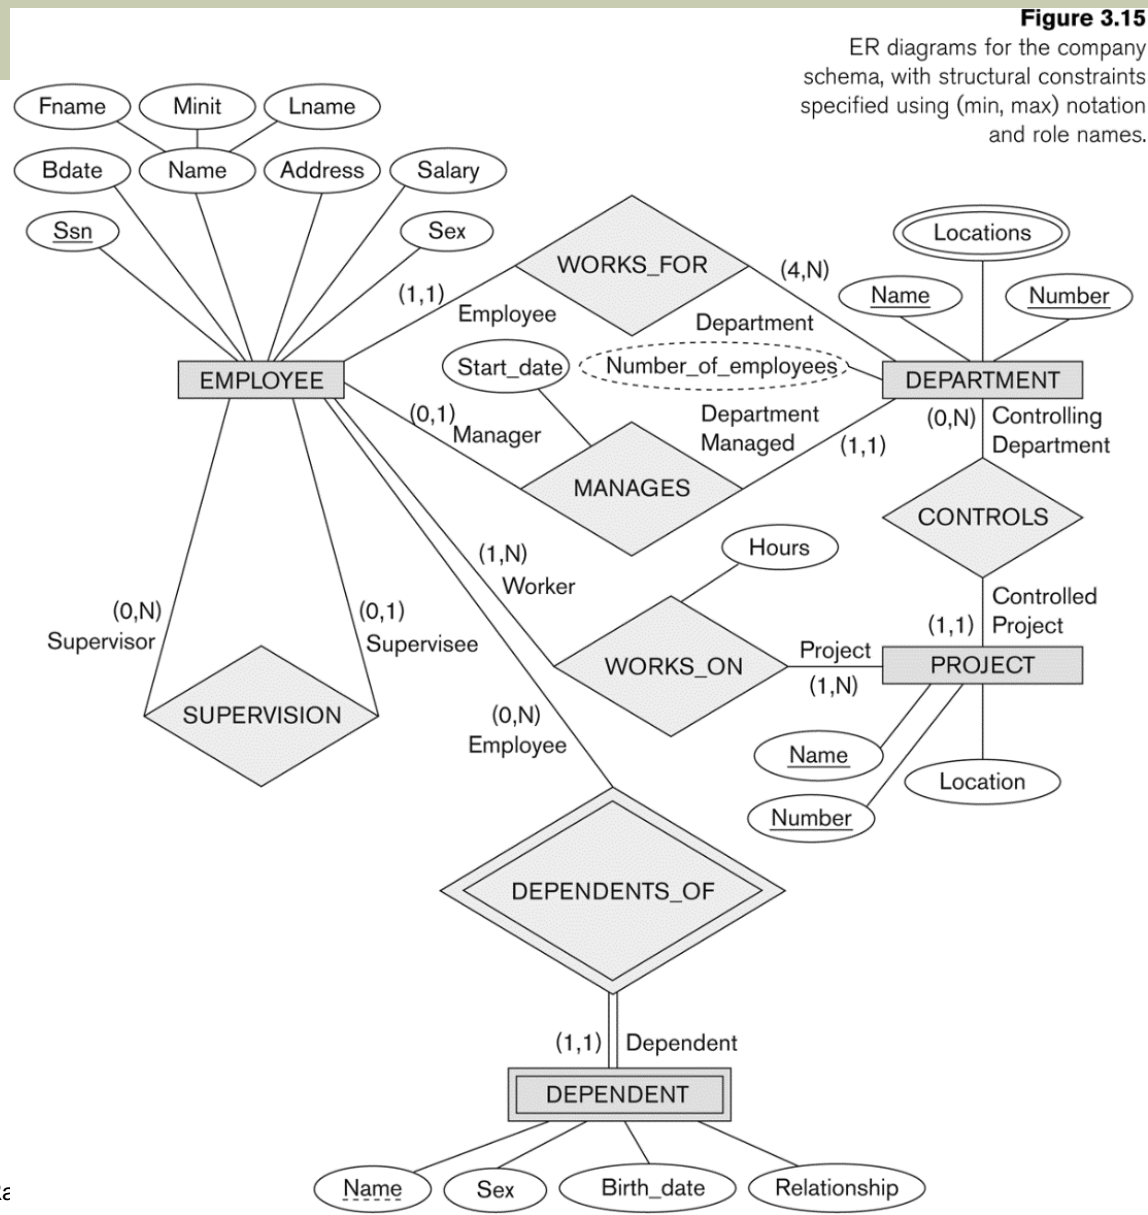 Figure 3.15
ER diagrams for the company
schema, with structural constraints
specified using (min, max) notation
and role names.
Fname
Minit
Lname
Bdate
Name
Address
Salary
Ssn
Sex
WORKS_FOR
Locations
(4,N)
(1,1)
Employee
Name
Number
Department
Start_date
Number_of_employees
EMPLOYEE
DEPARTMENT
(0,1)
Manager
Department
Managed
(1,1)
(0,N)
Controlling
Department
MANAGES
CONTROLS
Hours
(1,N)
Worker
(0,N)
Supervisor
(0,1)
Supervisee
Controlled
Project
(1,1)
Project
(1,N)
WORKS_ON
PROJECT
SUPERVISION
(0,N)
Employee
Name
Location
Number
DEPENDENTS_OF
(1,1)
Dependent
DEPENDENT
Name
Sex
Birth_date
Relationship